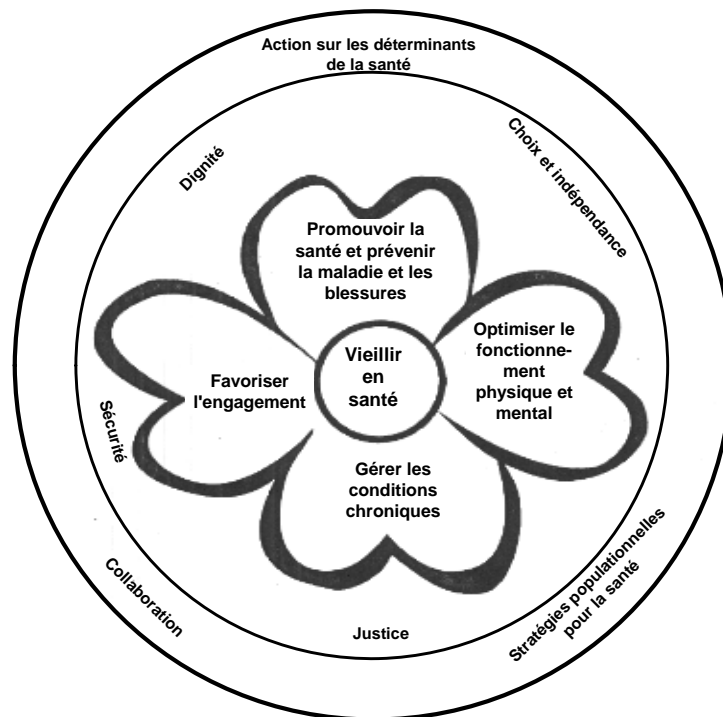 Action sur les déterminants
de la santé
Dignité
Choix et indépendance
Promouvoir la
santé et prévenir
la maladie et les
blessures
Optimiser le
fonctionne-
ment
physique et
mental
Vieillir
en
santé
Favoriser
l'engagement
Sécurité
Gérer les
conditions
chroniques
Collaboration
Justice
Stratégies populationnelles
pour la santé